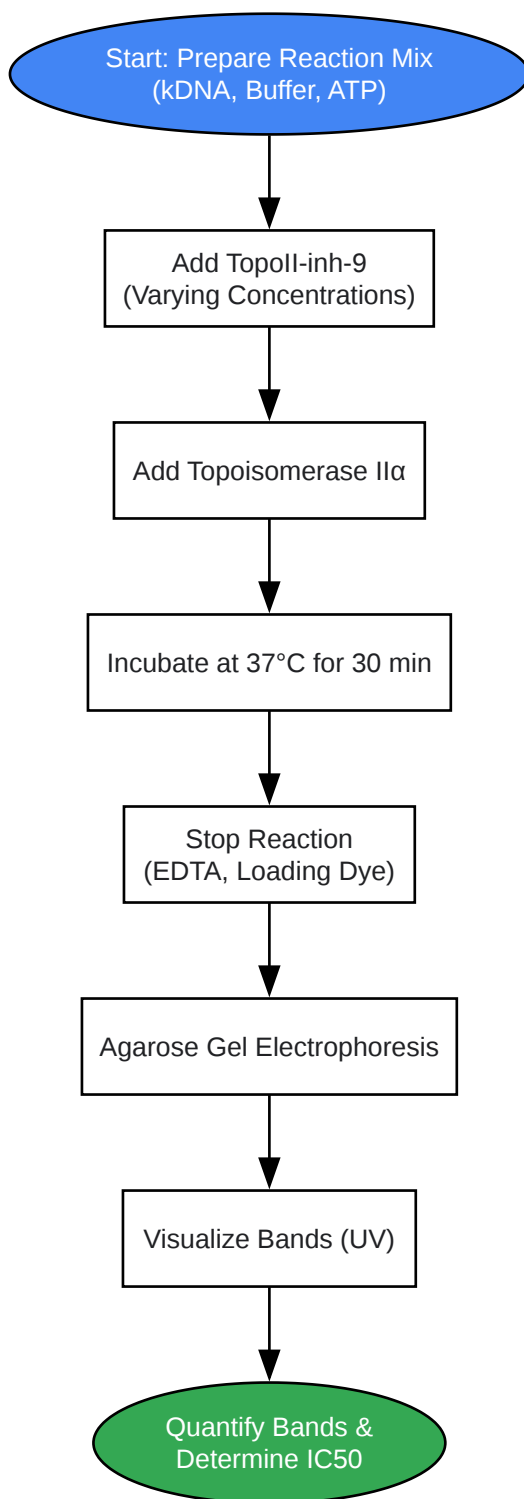 Start: Prepare Reaction Mix
(kDNA, Buffer, ATP)
Add TopoII-inh-9
(Varying Concentrations)
Add Topoisomerase IIα
Incubate at 37°C for 30 min
Stop Reaction
(EDTA, Loading Dye)
Agarose Gel Electrophoresis
Visualize Bands (UV)
Quantify Bands &
Determine IC50